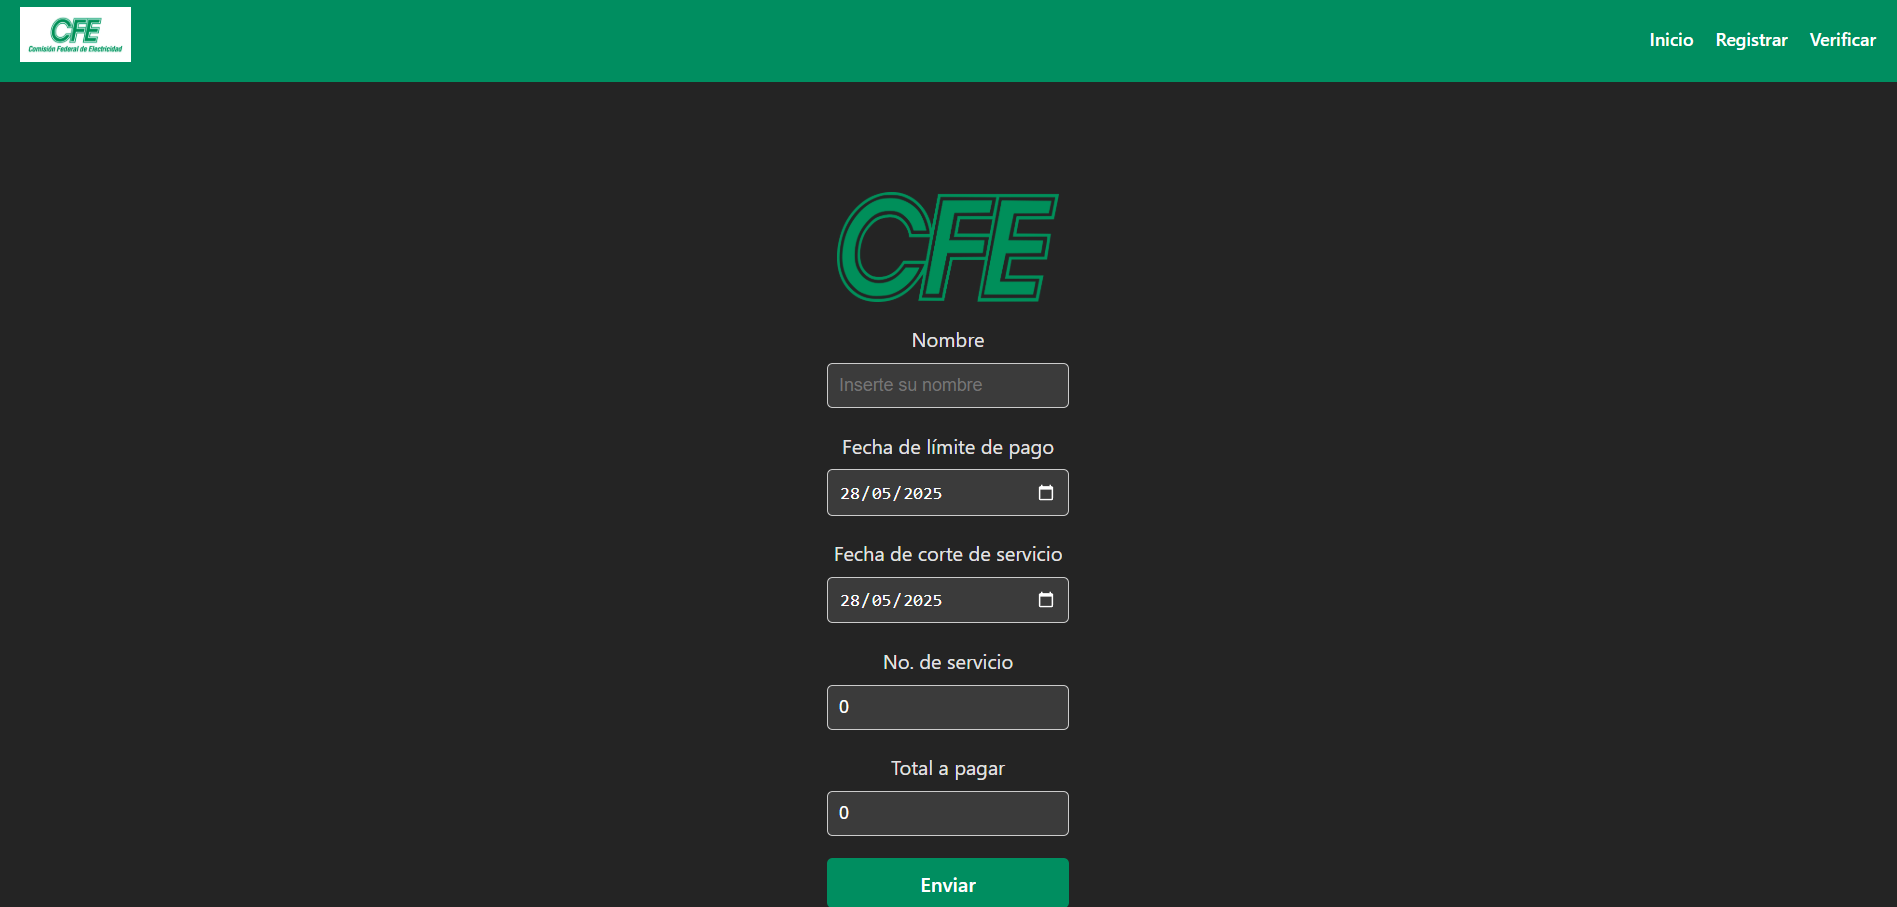 CFE
Comisión Federal de Electricidad
Inicio Registrar Verificar
CFE
Nombre
Inserte su nombre
Fecha de límite de pago
28/05/2025
Fecha de corte de servicio
28/05/2025
No. de servicio
0
Total a pagar
0
Enviar